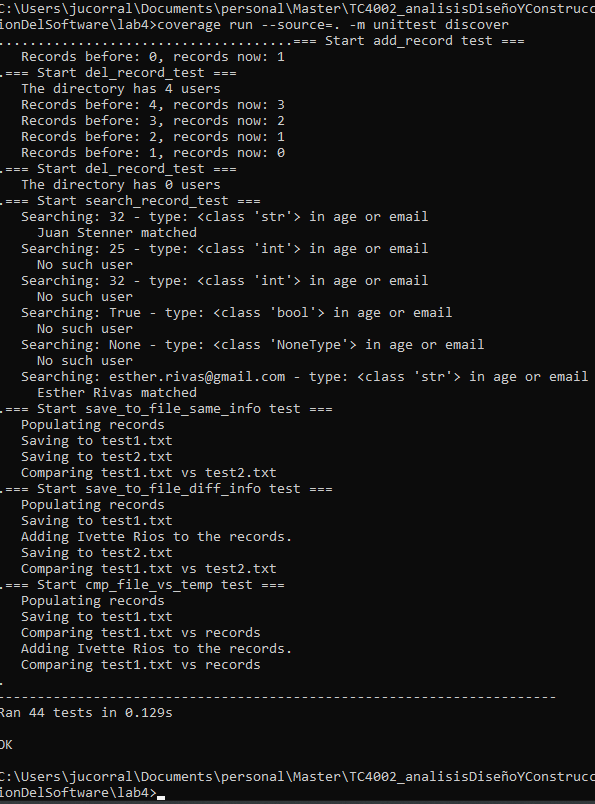 C:\Users\jucorral\Documents\personal\Master\TC4002_analisisDiseñoYConstrucc
ionDelSoftware\lab4>coverage run --source=. -m unittest discover
.....................................=== Start add_record test ===
Records before: 0, records now: 1
.=== Start del_record_test ===
The directory has 4 users
Records before: 4, records now: 3
Records before: 3, records now: 2
Records before: 2, records now: 1
Records before: 1, records now: 0
.=== Start del_record_test ===
The directory has 0 users
.=== Start search_record_test ===
Searching: 32 - type: <class 'str'> in age or email
Juan Stenner matched
Searching: 25 - type: <class 'int'> in age or email
No such user
Searching: 32 - type: <class 'int'> in age or email
No such user
Searching: True - type: <class 'bool'> in age or email
No such user
Searching: None - type: <class 'NoneType'> in age or email
No such user
Searching: esther.rivas@gmail.com - type: <class 'str'> in age or email
Esther Rivas matched
.=== Start save_to_file_same_info test ===
Populating records
Saving to test1.txt
Saving to test2.txt
Comparing test1.txt vs test2.txt
.=== Start save_to_file_diff_info test ===
Populating records
Saving to test1.txt
Adding Ivette Rios to the records.
Saving to test2.txt
Comparing test1.txt vs test2.txt
.=== Start cmp_file_vs_temp test ===
Populating records
Saving to test1.txt
Comparing test1.txt vs records
Adding Ivette Rios to the records.
Comparing test1.txt vs records
.
----------------------------------------------------------------------
Ran 44 tests in 0.129s
OK
C:\Users\jucorral\Documents\personal\Master\TC4002_analisisDiseñoYConstrucc
ionDelSoftware\lab4>